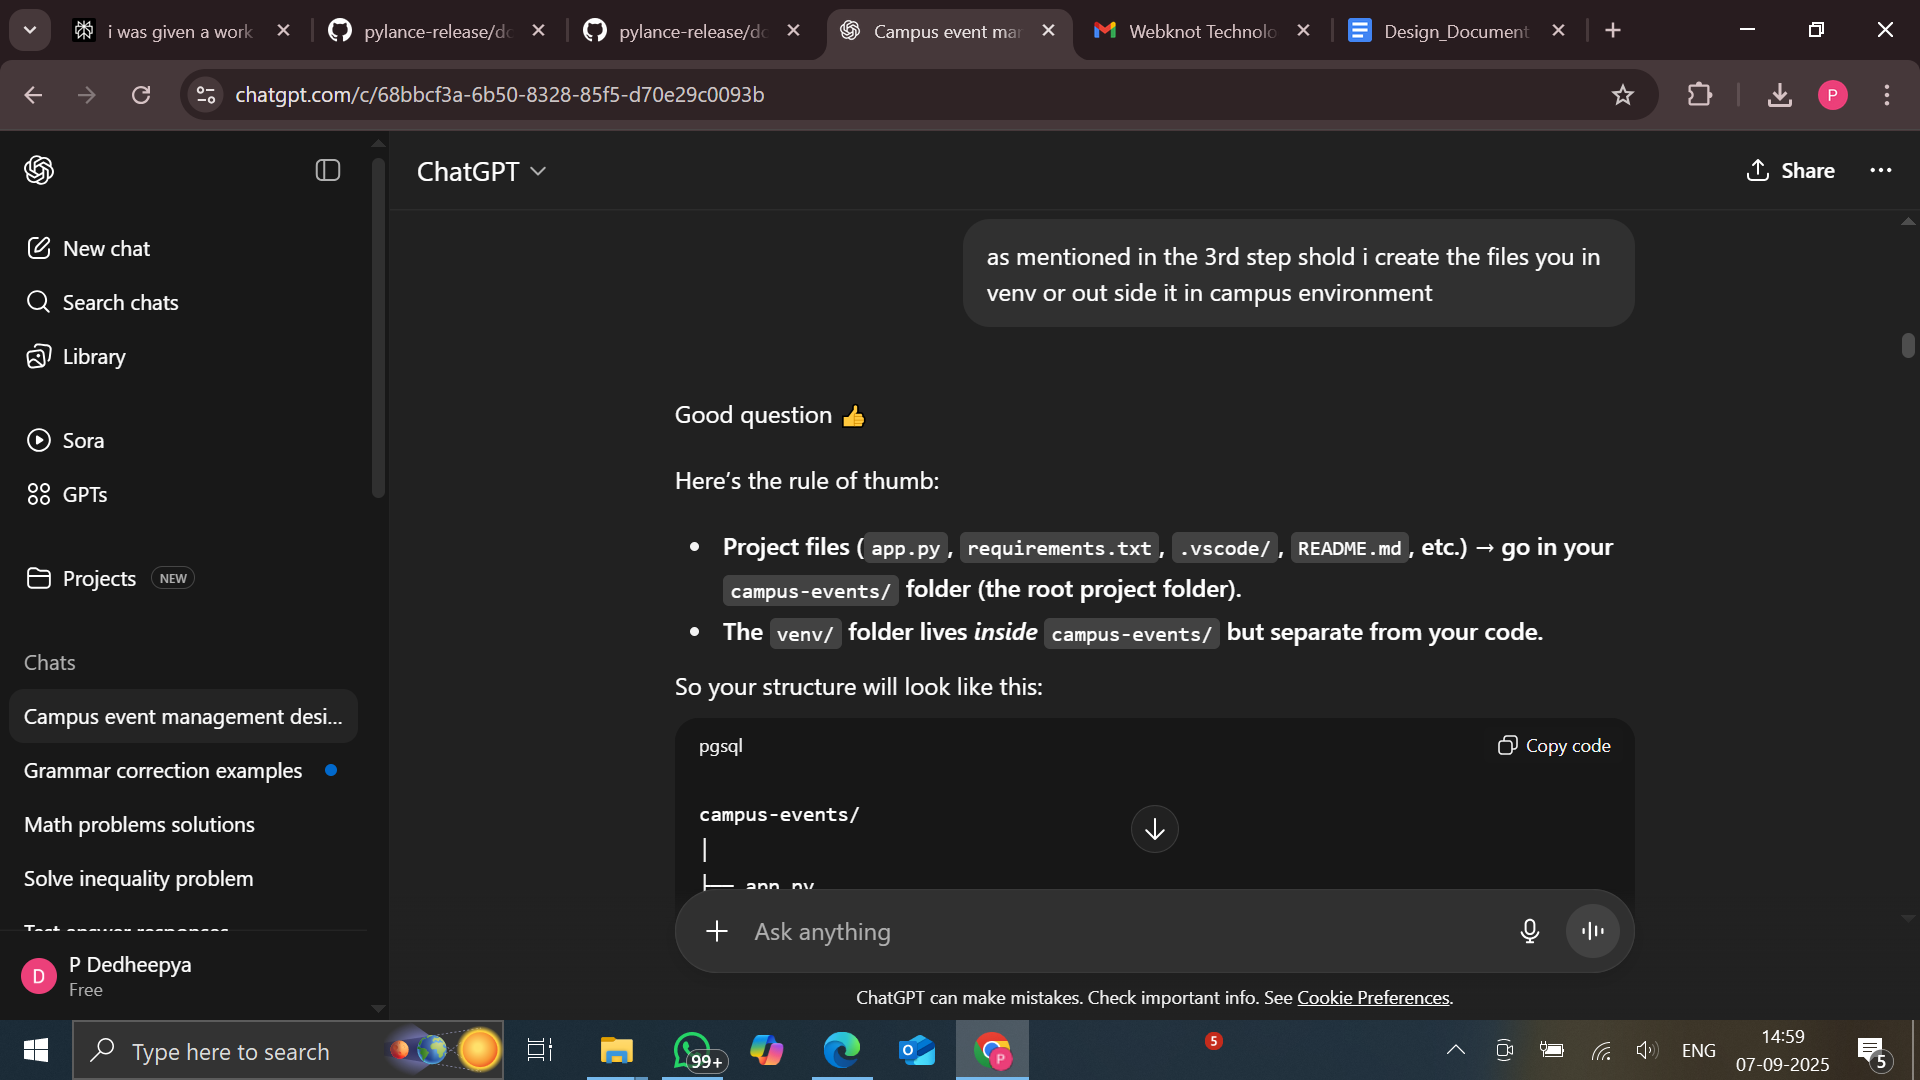 i was given a work
pylance-release/do
pylance-release/do
Campus event mar
Webknot Technolo
Design_Document
chatgpt.com/c/68bbcf3a-6b50-8328-85f5-d70e29c0093b
P
ChatGPT
Share
New chat
Search chats
Library
Sora
GPTs
Projects NEW
Chats
Campus event management desi...
Grammar correction examples
Math problems solutions
Solve inequality problem
Test answer responses
D
P Dedheepya
Free
as mentioned in the 3rd step shold i create the files you in
venv or out side it in campus environment
Good question 👍
Here’s the rule of thumb:
• Project files (app.py, requirements.txt, .vscode/, README.md, etc.) → go in your
campus-events/ folder (the root project folder).
• The venv/ folder lives inside campus-events/ but separate from your code.
So your structure will look like this:
pgsql
Copy code
campus-events/
│
├── app.py
Ask anything
ChatGPT can make mistakes. Check important info. See Cookie Preferences.
Type here to search
99+
P
5
ENG
14:59
07-09-2025
5